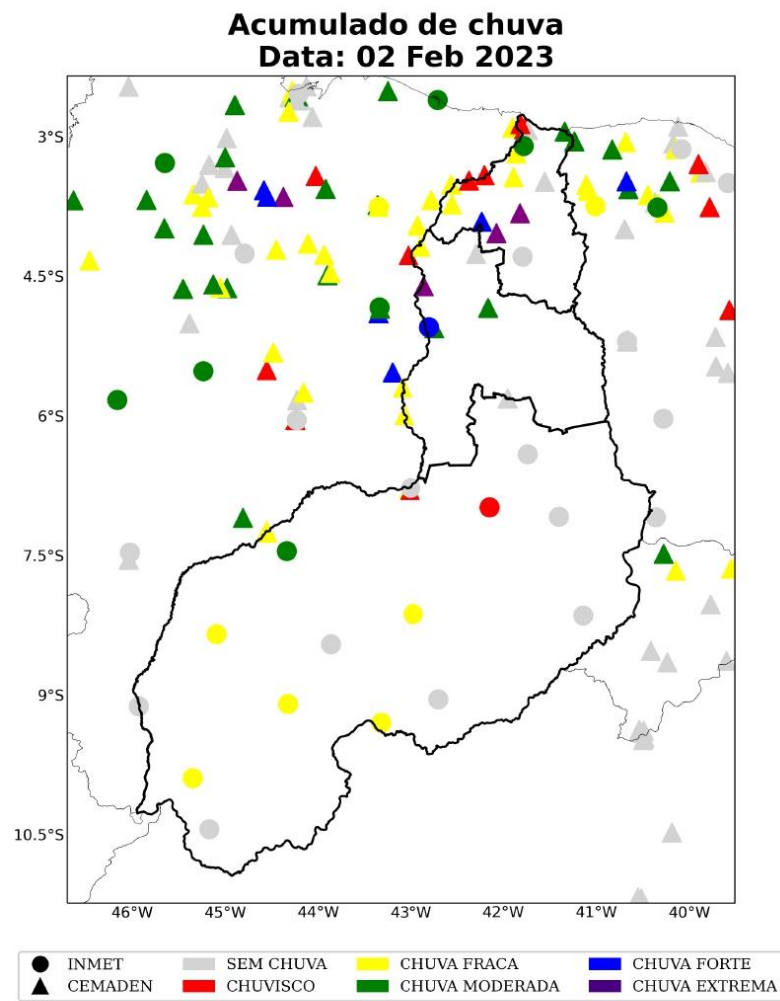 Acumulado de chuva
Data: 02 Feb 2023
3°S
4.5°S
6°S
7.5°S
9°S
10.5°S
46°W 45°W 44°W 43°W 42°W 41°W 40°W
INMET SEM CHUVA CHUVA FRACA CHUVA FORTE
CEMADEN CHUVISCO CHUVA MODERADA CHUVA EXTREMA